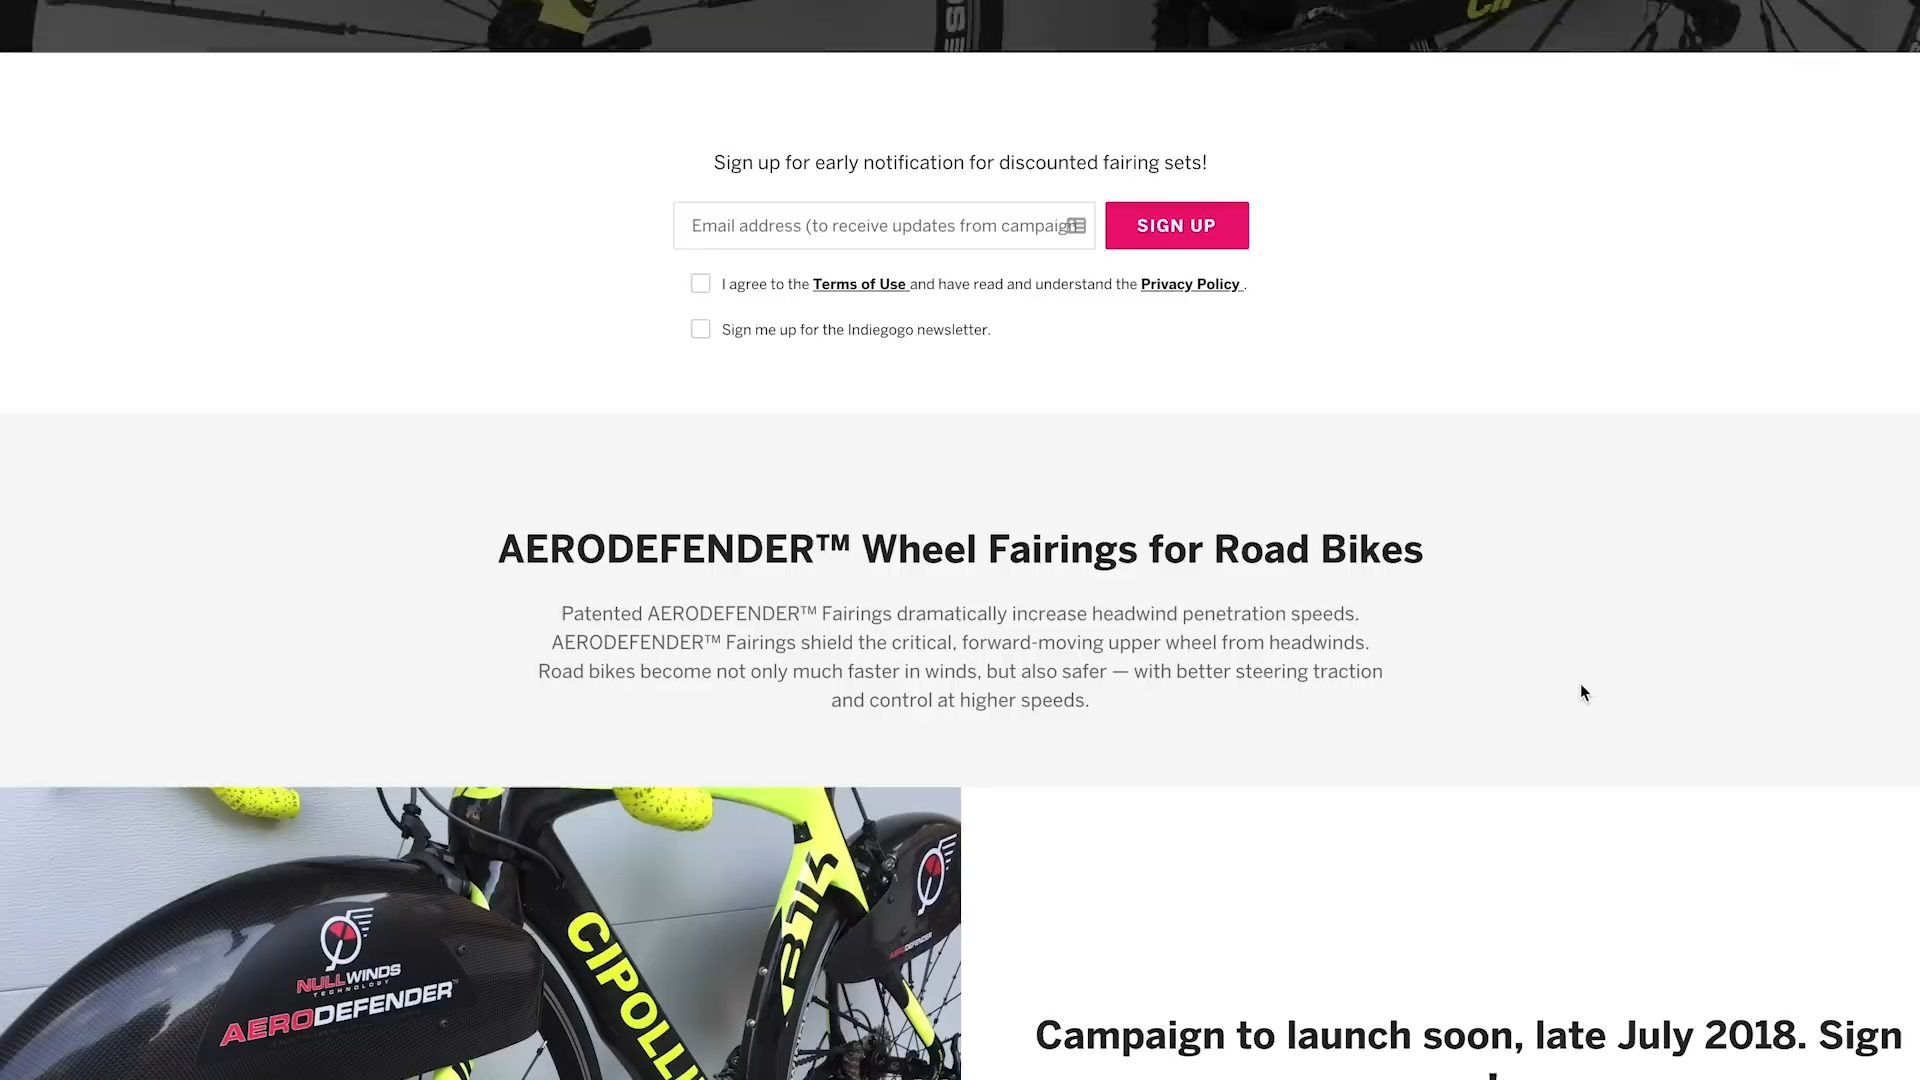 Sign up for early notification for discounted fairing sets!
Email address (to receive updates from campaign
SIGN UP
I agree to the Terms of Use and have read and understand the Privacy Policy .
Sign me up for the Indiegogo newsletter.
AERODEFENDER™ Wheel Fairings for Road Bikes
Patented AERODEFENDER™ Fairings dramatically increase headwind penetration speeds.
AERODEFENDER™ Fairings shield the critical, forward-moving upper wheel from headwinds.
Road bikes become not only much faster in winds, but also safer — with better steering traction
and control at higher speeds.
NULLWINDS
TECHNOLOGY
AERODEFENDER™
CIPOLLI
AERODEFENDER
Campaign to launch soon, late July 2018. Sign